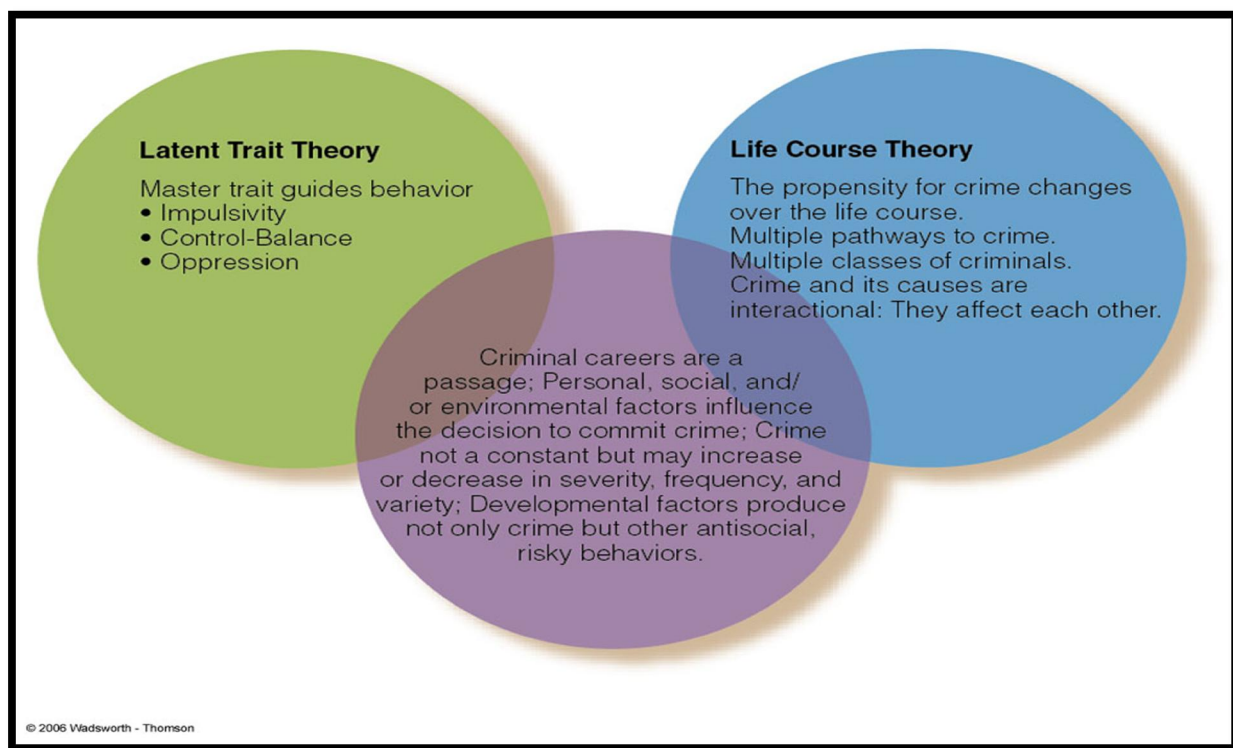 Latent Trait Theory
Master trait guides behavior
• Impulsivity
• Control-Balance
• Oppression
Life Course Theory
The propensity for crime changes
over the life course.
Multiple pathways to crime.
Multiple classes of criminals.
Crime and its causes are
interactional: They affect each other.
Criminal careers are a
passage; Personal, social, and/
or environmental factors influence
the decision to commit crime; Crime
not a constant but may increase
or decrease in severity, frequency, and
variety; Developmental factors produce
not only crime but other antisocial,
risky behaviors.
© 2006 Wadsworth - Thomson